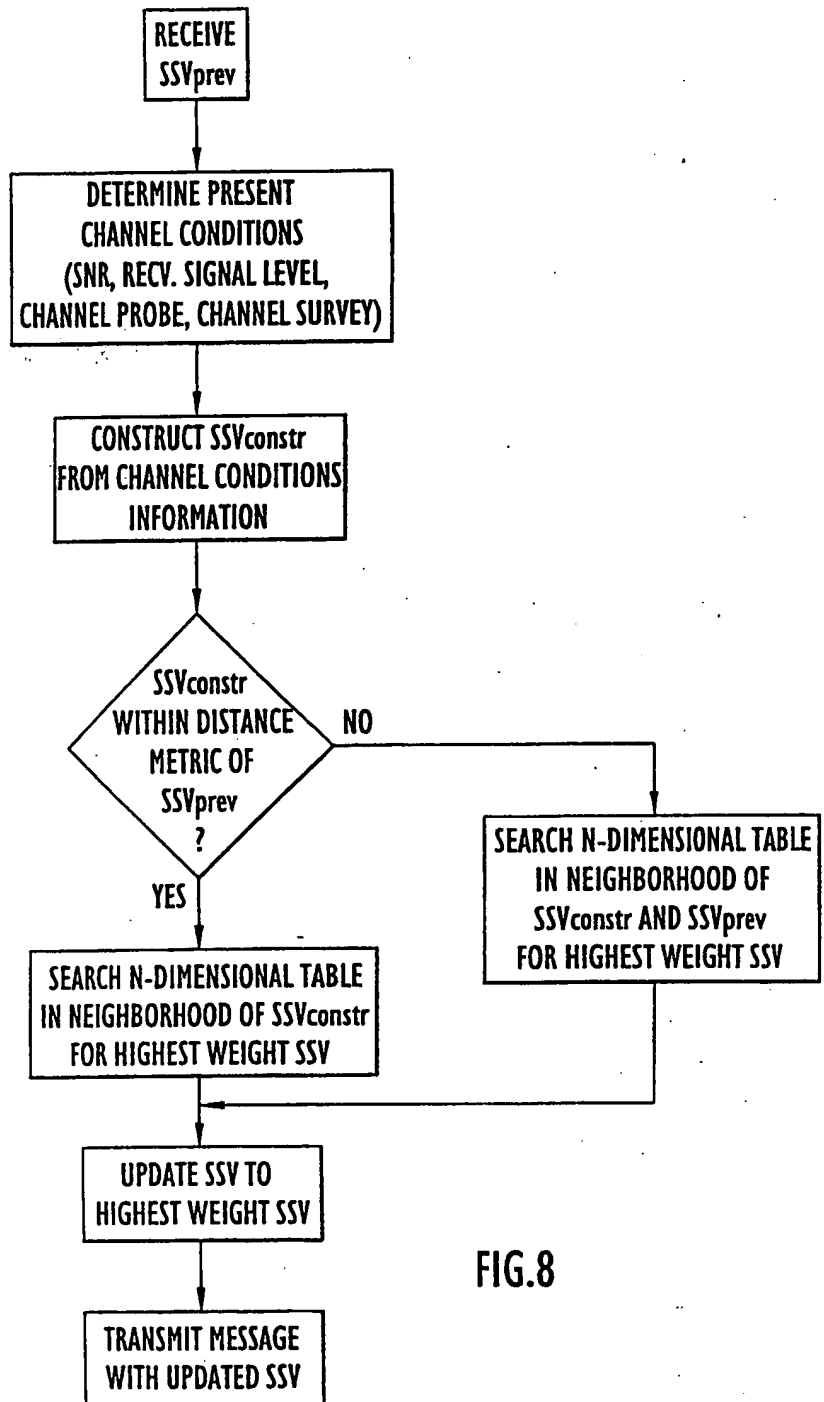 RECEIVE
SSVprev
DETERMINE PRESENT
CHANNEL CONDITIONS
(SNR, RECV. SIGNAL LEVEL,
CHANNEL PROBE, CHANNEL SURVEY)
CONSTRUCT SSVconstr
FROM CHANNEL CONDITIONS
INFORMATION
SSVconstr
WITHIN DISTANCE
METRIC OF
SSVprev
?
NO
YES
SEARCH N-DIMENSIONAL TABLE
IN NEIGHBORHOOD OF
SSVconstr AND SSVprev
FOR HIGHEST WEIGHT SSV
SEARCH N-DIMENSIONAL TABLE
IN NEIGHBORHOOD OF SSVconstr
FOR HIGHEST WEIGHT SSV
UPDATE SSV TO
HIGHEST WEIGHT SSV
TRANSMIT MESSAGE
WITH UPDATED SSV
FIG.8